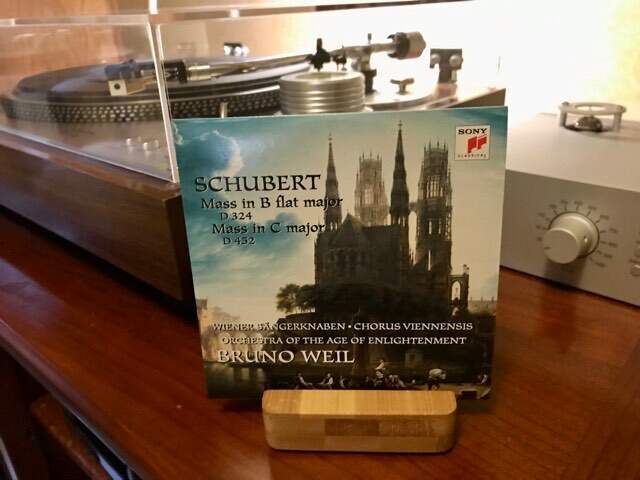 SONY
CLASSICAL
SCHUBERT
Mass in B flat major
D 324
Mass in C major
D 452
WIENER SÄNGERKNABEN • CHORUS VIENNENSIS
ORCHESTRA OF THE AGE OF ENLIGHTENMENT
BRUNO WEIL